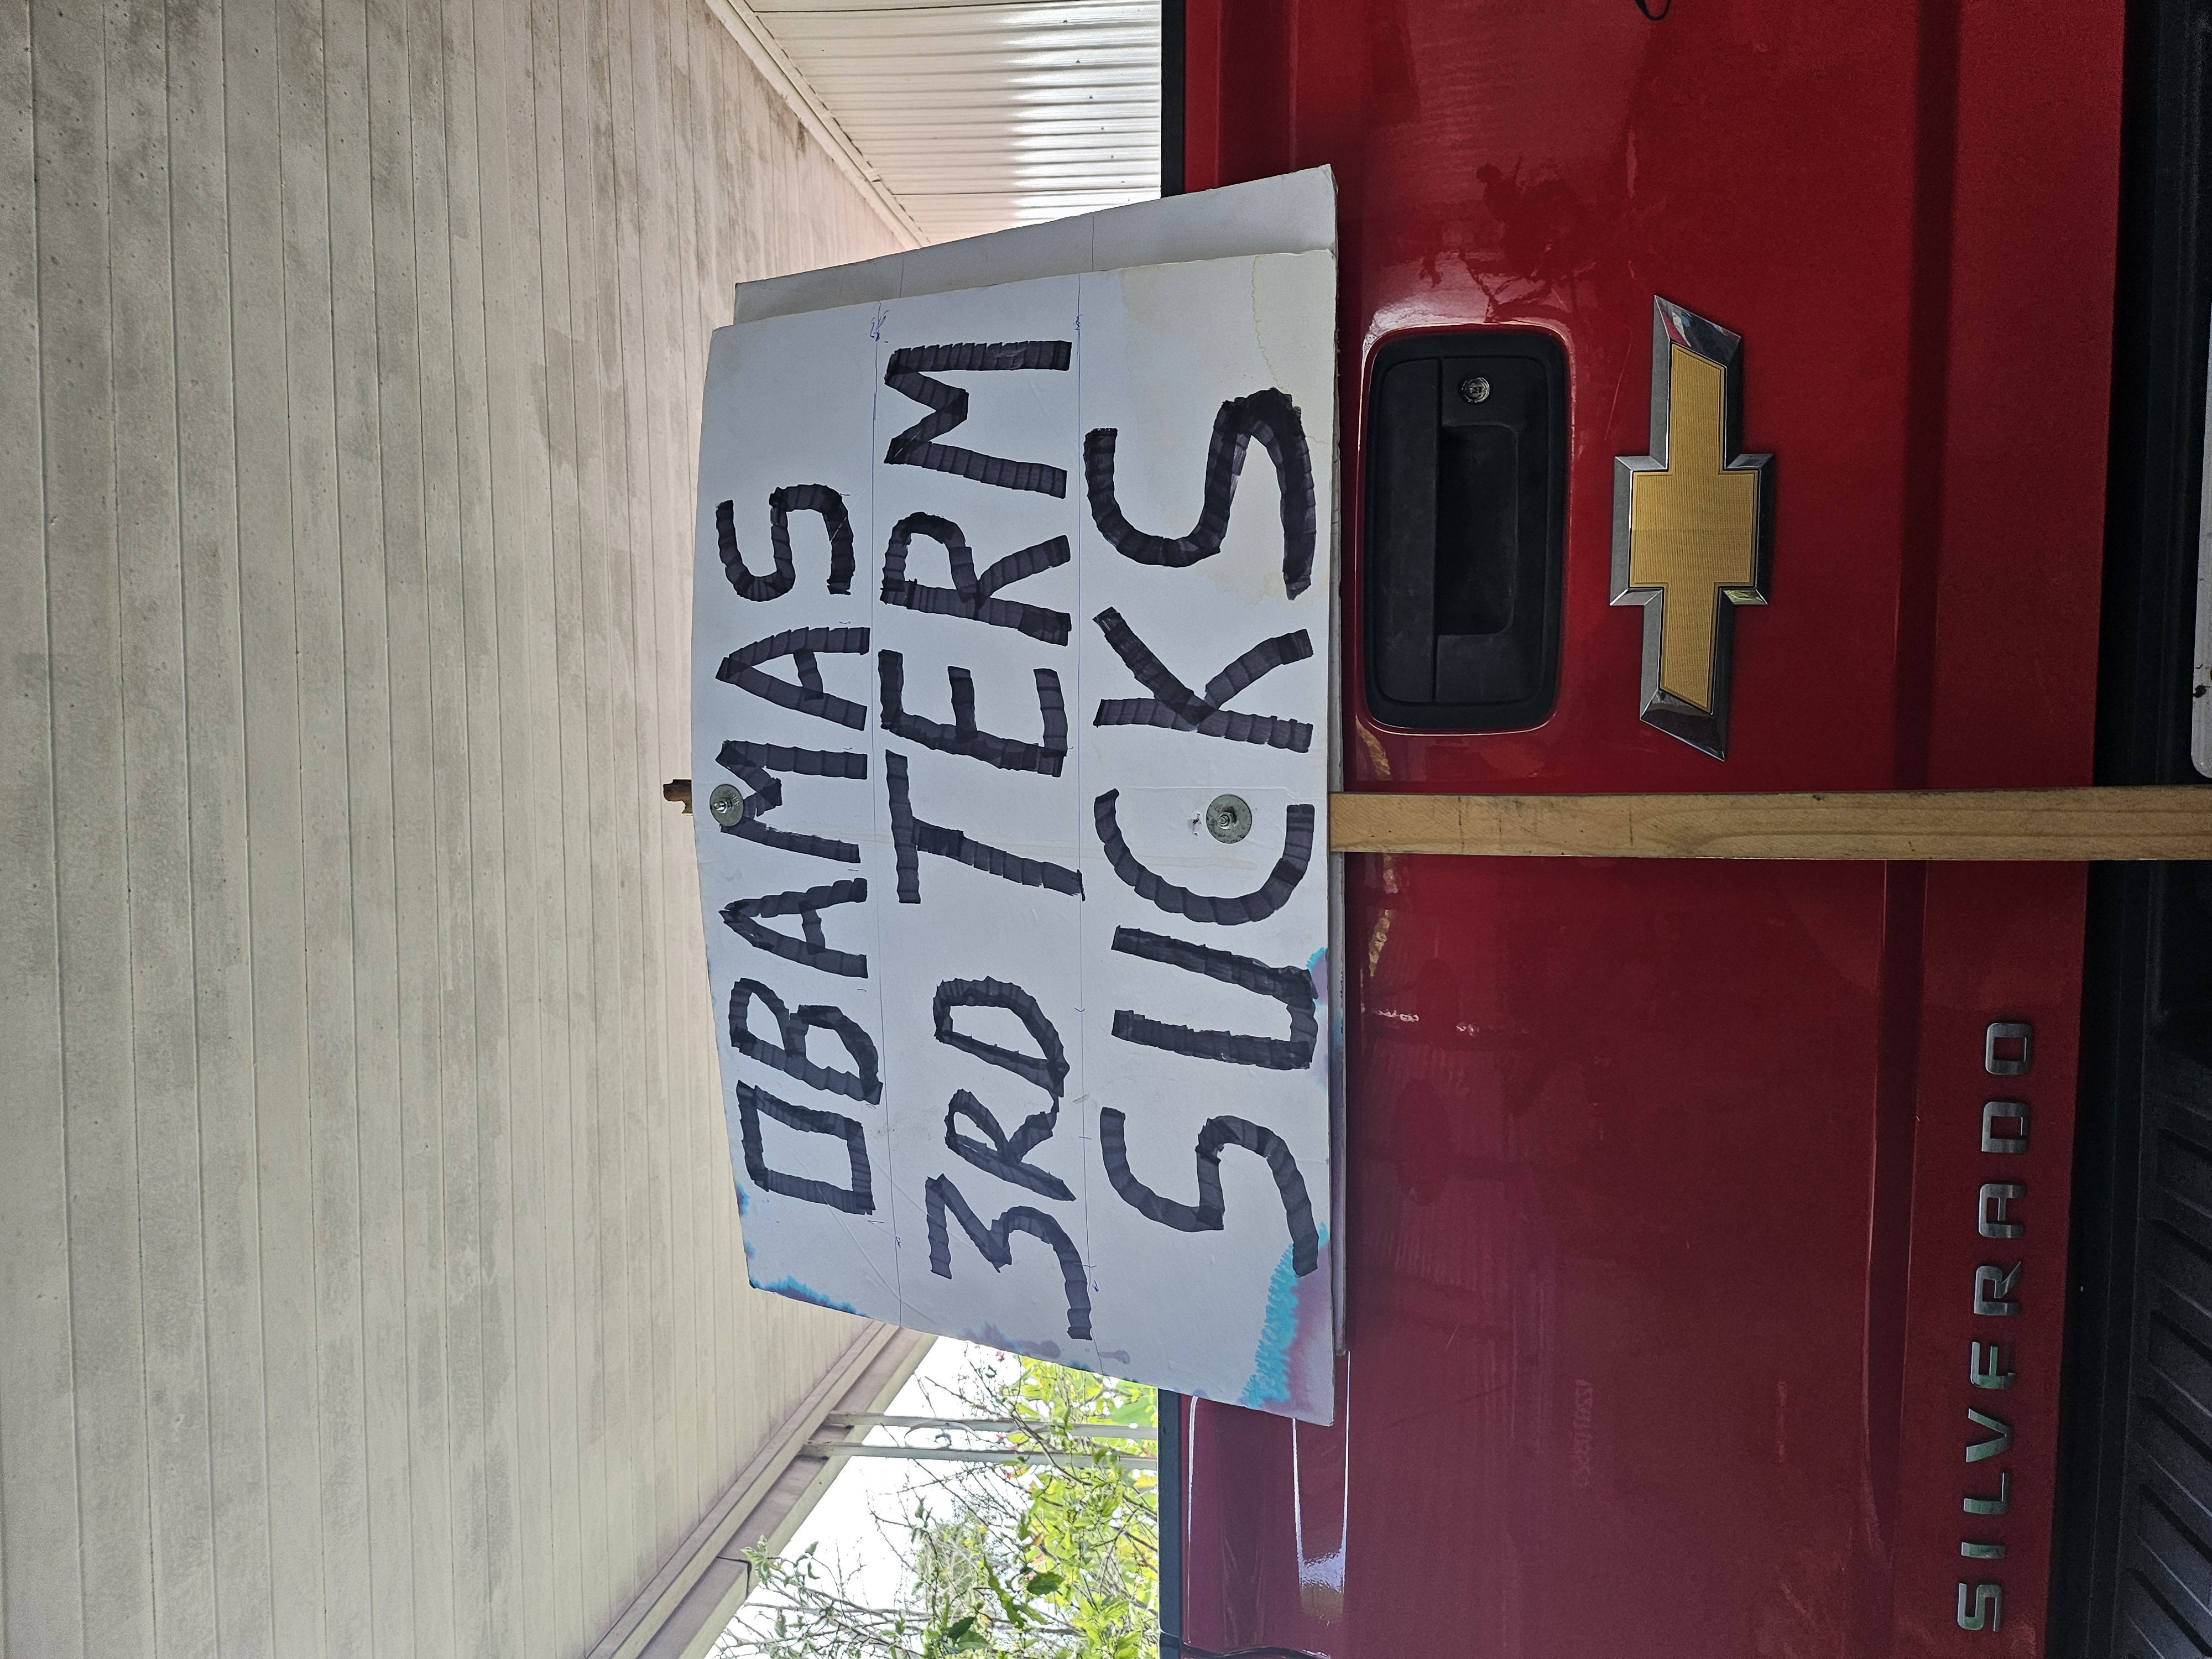 OBAMAS
3RD TERM
SUCKS
SILVERADO